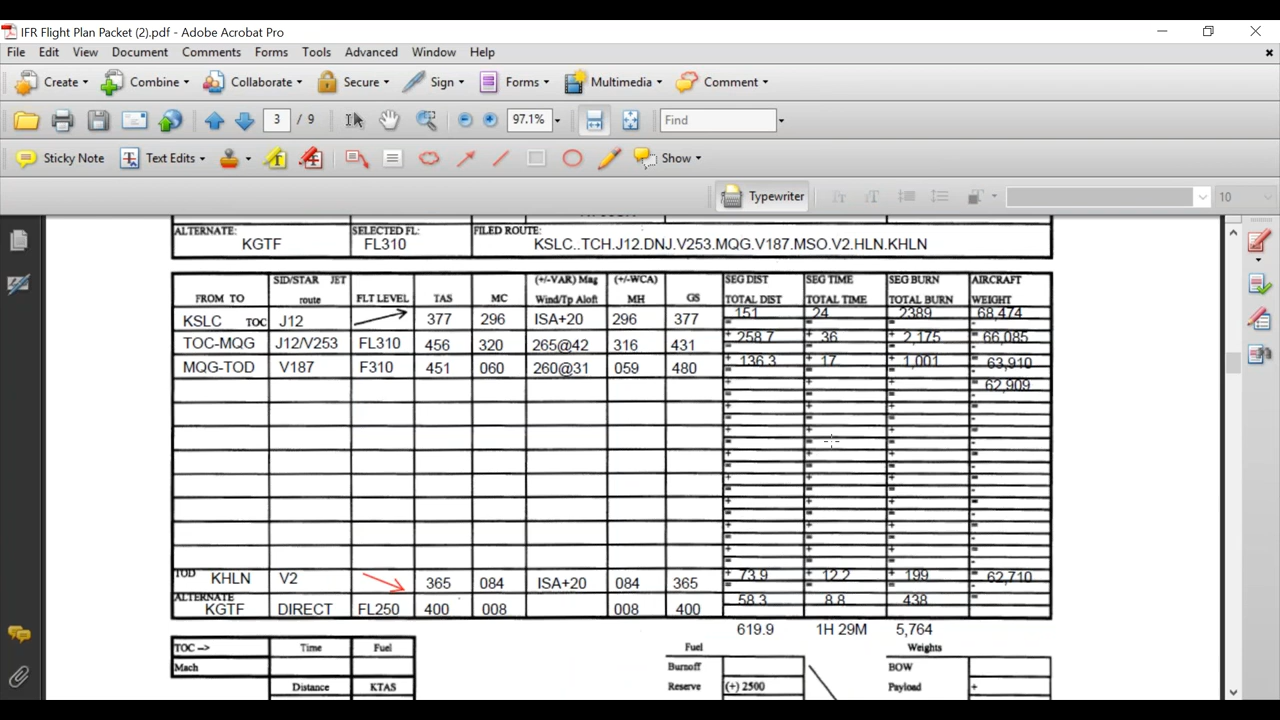 IFR Flight Plan Packet (2).pdf - Adobe Acrobat Pro
File Edit View Document Comments Forms Tools Advanced Window Help
Create Combine Collaborate Secure Sign Forms Multimedia Comment
3 / 9 97.1% Find
Sticky Note Text Edits Show
Typewriter 10
ALTERNATE: SELECTED FL: FILED ROUTE:
KGTF FL310 KSLC..TCH.J12.DNJ.V253.MQG.V187.MSO.V2.HLN.KHLN
SID/STAR JET (+/-VAR) Mag (+/-WCA) SEG DIST SEG TIME SEG BURN AIRCRAFT
FROM TO route FLT LEVEL TAS MC Wind/Tp Aloft MH GS TOTAL DIST TOTAL TIME TOTAL BURN WEIGHT
KSLC TOC J12 377 296 ISA+20 296 377 151 24 2389 68,474
= = = -
TOC-MQG J12/V253 FL310 456 320 265@42 316 431 + 258.7 + 36 + 2,175 = 66,085
= = = -
MQG-TOD V187 F310 451 060 260@31 059 480 + 136.3 + 17 + 1,001 = 63,910
= = = -
+ + + = 62,909
= = = -
+ + + =
= = = -
+ + + =
= = = -
+ + + =
= = = -
+ + + =
= = = -
+ + + =
= = = -
+ + + =
= = = -
+ + + =
= = = -
TOD KHLN V2 365 084 ISA+20 084 365 + 73.9 + 12.2 + 199 = 62,710
= = = -
ALTERNATE KGTF DIRECT FL250 400 008 008 400 58.3 8.8 438
=
619.9 1H 29M 5,764
TOC --> Time Fuel Fuel Weights
Mach Burnoff BOW
Distance KTAS Reserve (+) 2500 Payload +